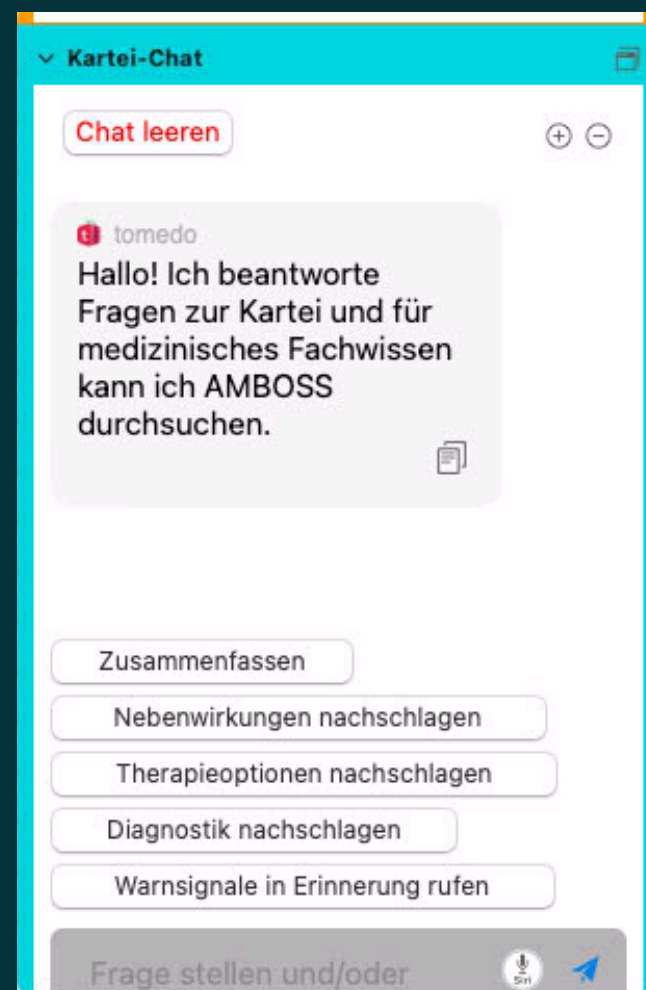 Kartei-Chat
Chat leeren
tomedo
Hallo! Ich beantworte
Fragen zur Kartei und für
medizinisches Fachwissen
kann ich AMBOSS
durchsuchen.
Zusammenfassen
Nebenwirkungen nachschlagen
Therapieoptionen nachschlagen
Diagnostik nachschlagen
Warnsignale in Erinnerung rufen
Frage stellen und/oder
Siri